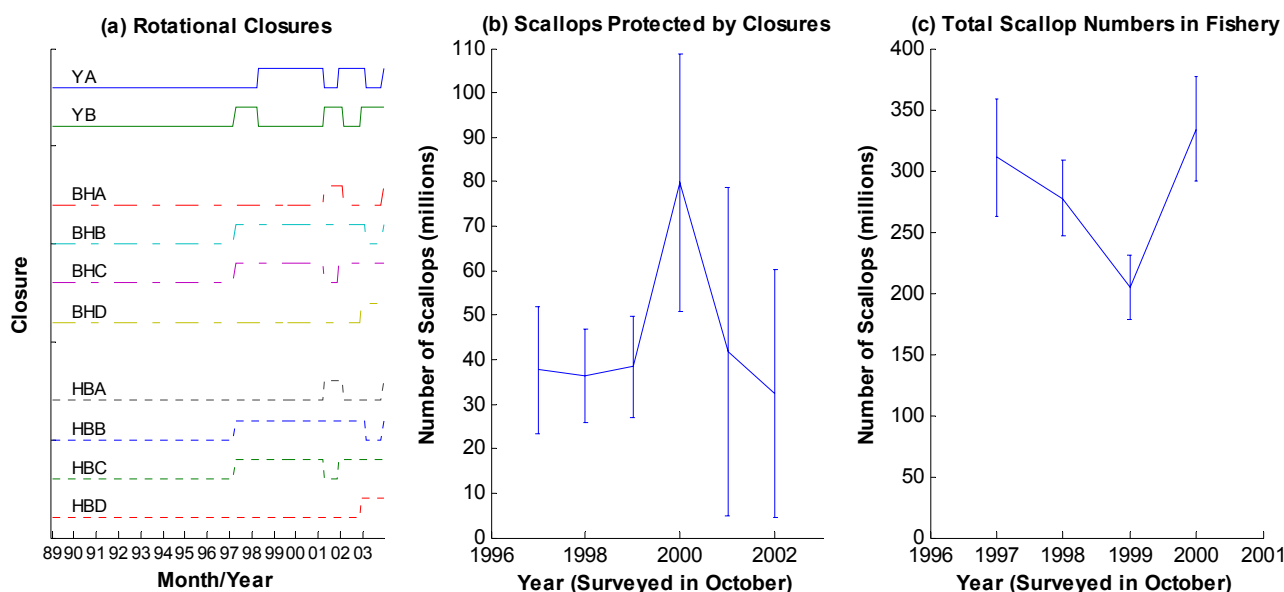 (a) Rotational Closures
YA
YB
BHA
BHB
BHC
BHD
HBA
HBB
HBC
HBD
Closure
89 90 91 92 93 94 95 96 97 98 99 00 01 02 03
Month/Year
(b) Scallops Protected by Closures
110
100
90
80
70
60
50
40
30
20
10
0
Number of Scallops (millions)
1996 1998 2000 2002
Year (Surveyed in October)
(c) Total Scallop Numbers in Fishery
400
350
300
250
200
150
100
50
0
Number of Scallops (millions)
1996 1997 1998 1999 2000 2001
Year (Surveyed in October)